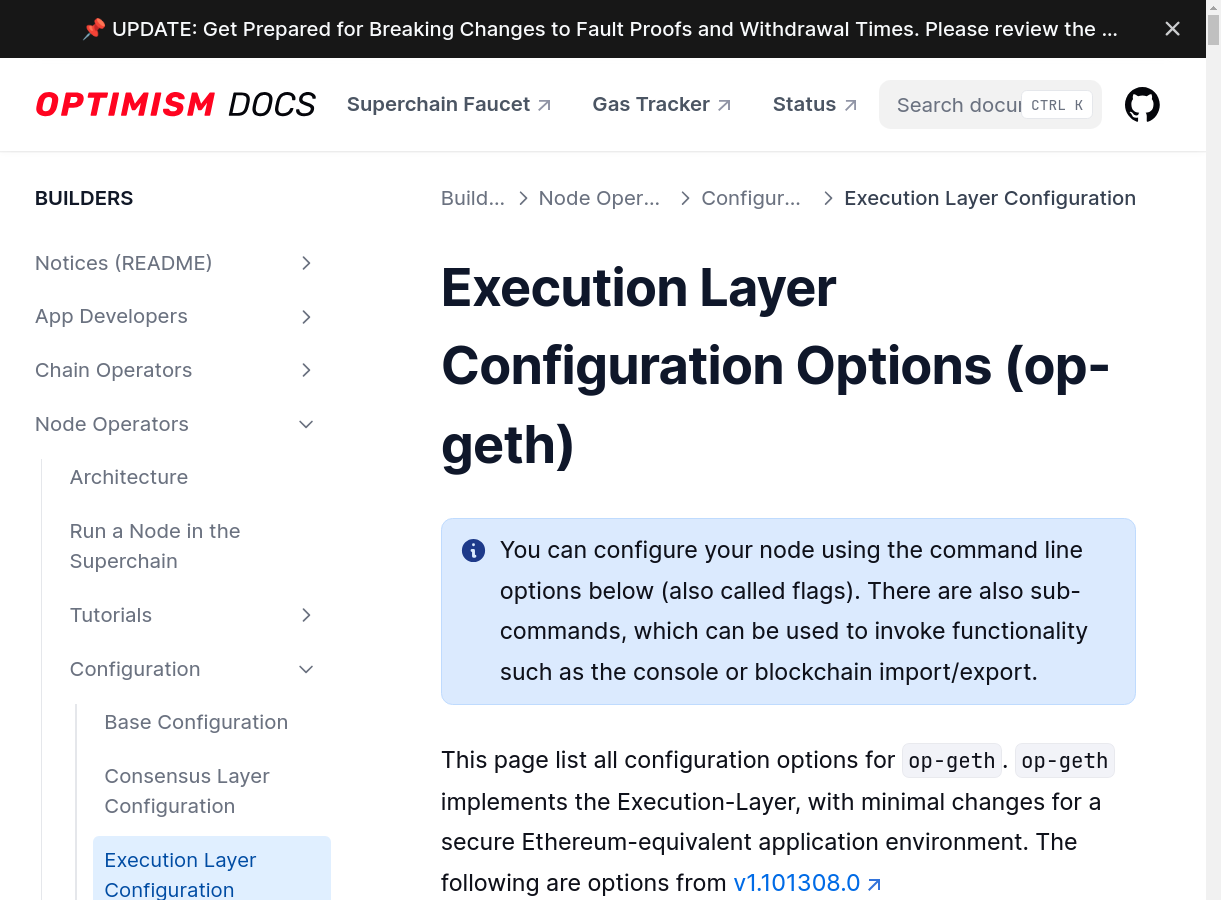 📌 UPDATE: Get Prepared for Breaking Changes to Fault Proofs and Withdrawal Times. Please review the ...
OPTIMISM DOCS
Superchain Faucet
Gas Tracker
Status
Search docu
CTRL K
BUILDERS
Notices (README)
App Developers
Chain Operators
Node Operators
Architecture
Run a Node in the
Superchain
Tutorials
Configuration
Base Configuration
Consensus Layer
Configuration
Execution Layer
Configuration
Build... > Node Oper... > Configur... > Execution Layer Configuration
Execution Layer
Configuration Options (op-
geth)
You can configure your node using the command line
options below (also called flags). There are also sub-
commands, which can be used to invoke functionality
such as the console or blockchain import/export.
This page list all configuration options for op-geth. op-geth
implements the Execution-Layer, with minimal changes for a
secure Ethereum-equivalent application environment. The
following are options from v1.101308.0